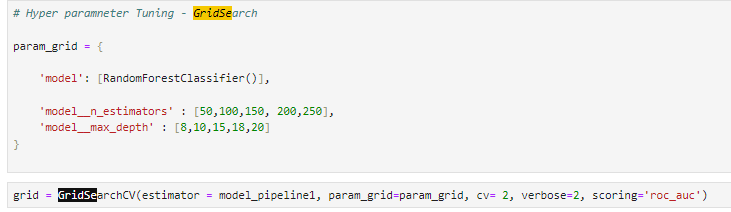 # Hyper paramneter Tuning - GridSearch
param_grid = {
'model': [RandomForestClassifier()],
'model__n_estimators' : [50,100,150, 200,250],
'model__max_depth' : [8,10,15,18,20]
}
grid = GridSearchCV(estimator = model_pipeline1, param_grid=param_grid, cv= 2, verbose=2, scoring='roc_auc')